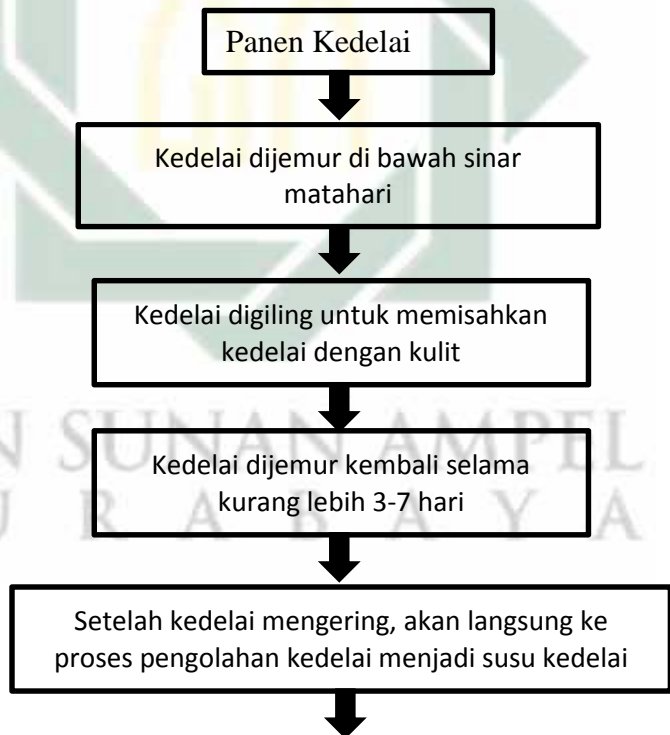 Panen Kedelai
Kedelai dijemur di bawah sinar
matahari
Kedelai digiling untuk memisahkan
kedelai dengan kulit
N SUNAN AMPEL
Kedelai dijemur kembali selama
kurang lebih 3-7 hari
U R A B A Y A
Setelah kedelai mengering, akan langsung ke
proses pengolahan kedelai menjadi susu kedelai